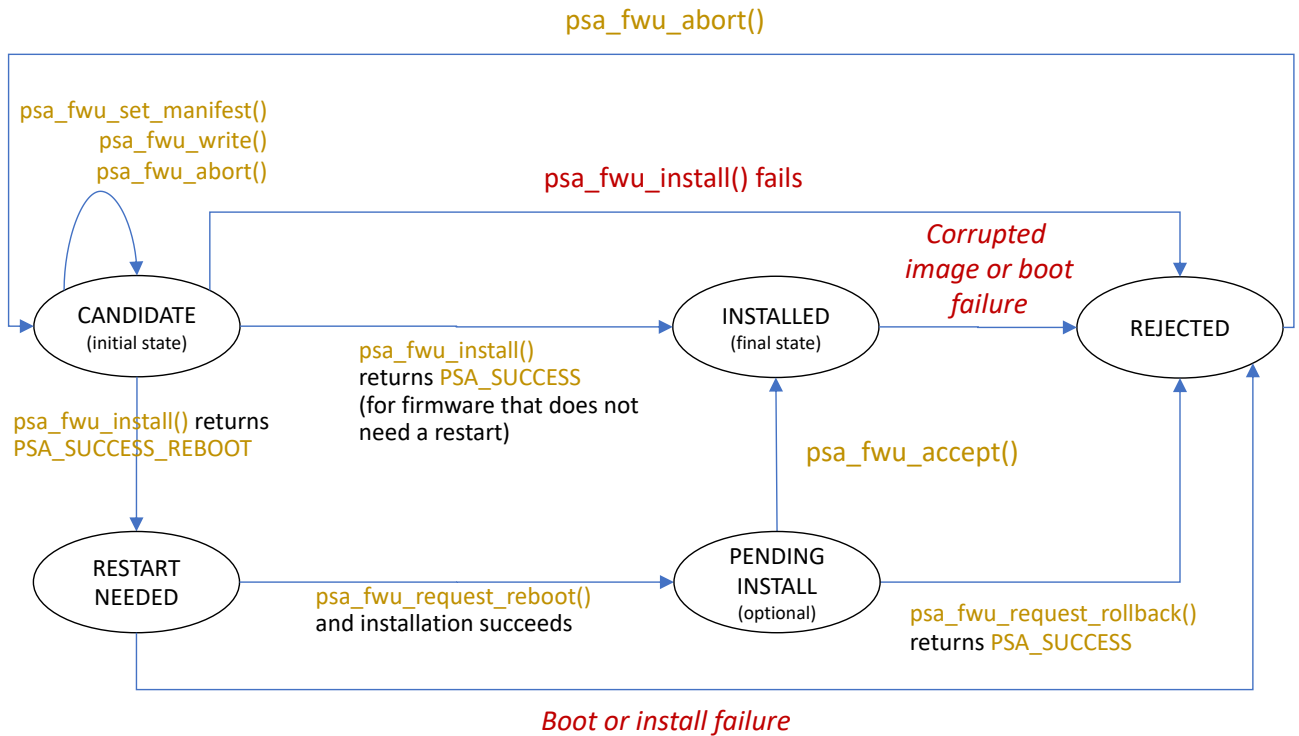 psa_fwu_abort()
psa_fwu_set_manifest()
psa_fwu_write()
psa_fwu_abort()
psa_fwu_install() fails
Corrupted
image or boot
failure
CANDIDATE
(initial state)
INSTALLED
(final state)
REJECTED
psa_fwu_install()
returns PSA_SUCCESS
(for firmware that does not
need a restart)
psa_fwu_install() returns
PSA_SUCCESS_REBOOT
psa_fwu_accept()
RESTART
NEEDED
PENDING
INSTALL
(optional)
psa_fwu_request_reboot()
and installation succeeds
psa_fwu_request_rollback()
returns PSA_SUCCESS
Boot or install failure